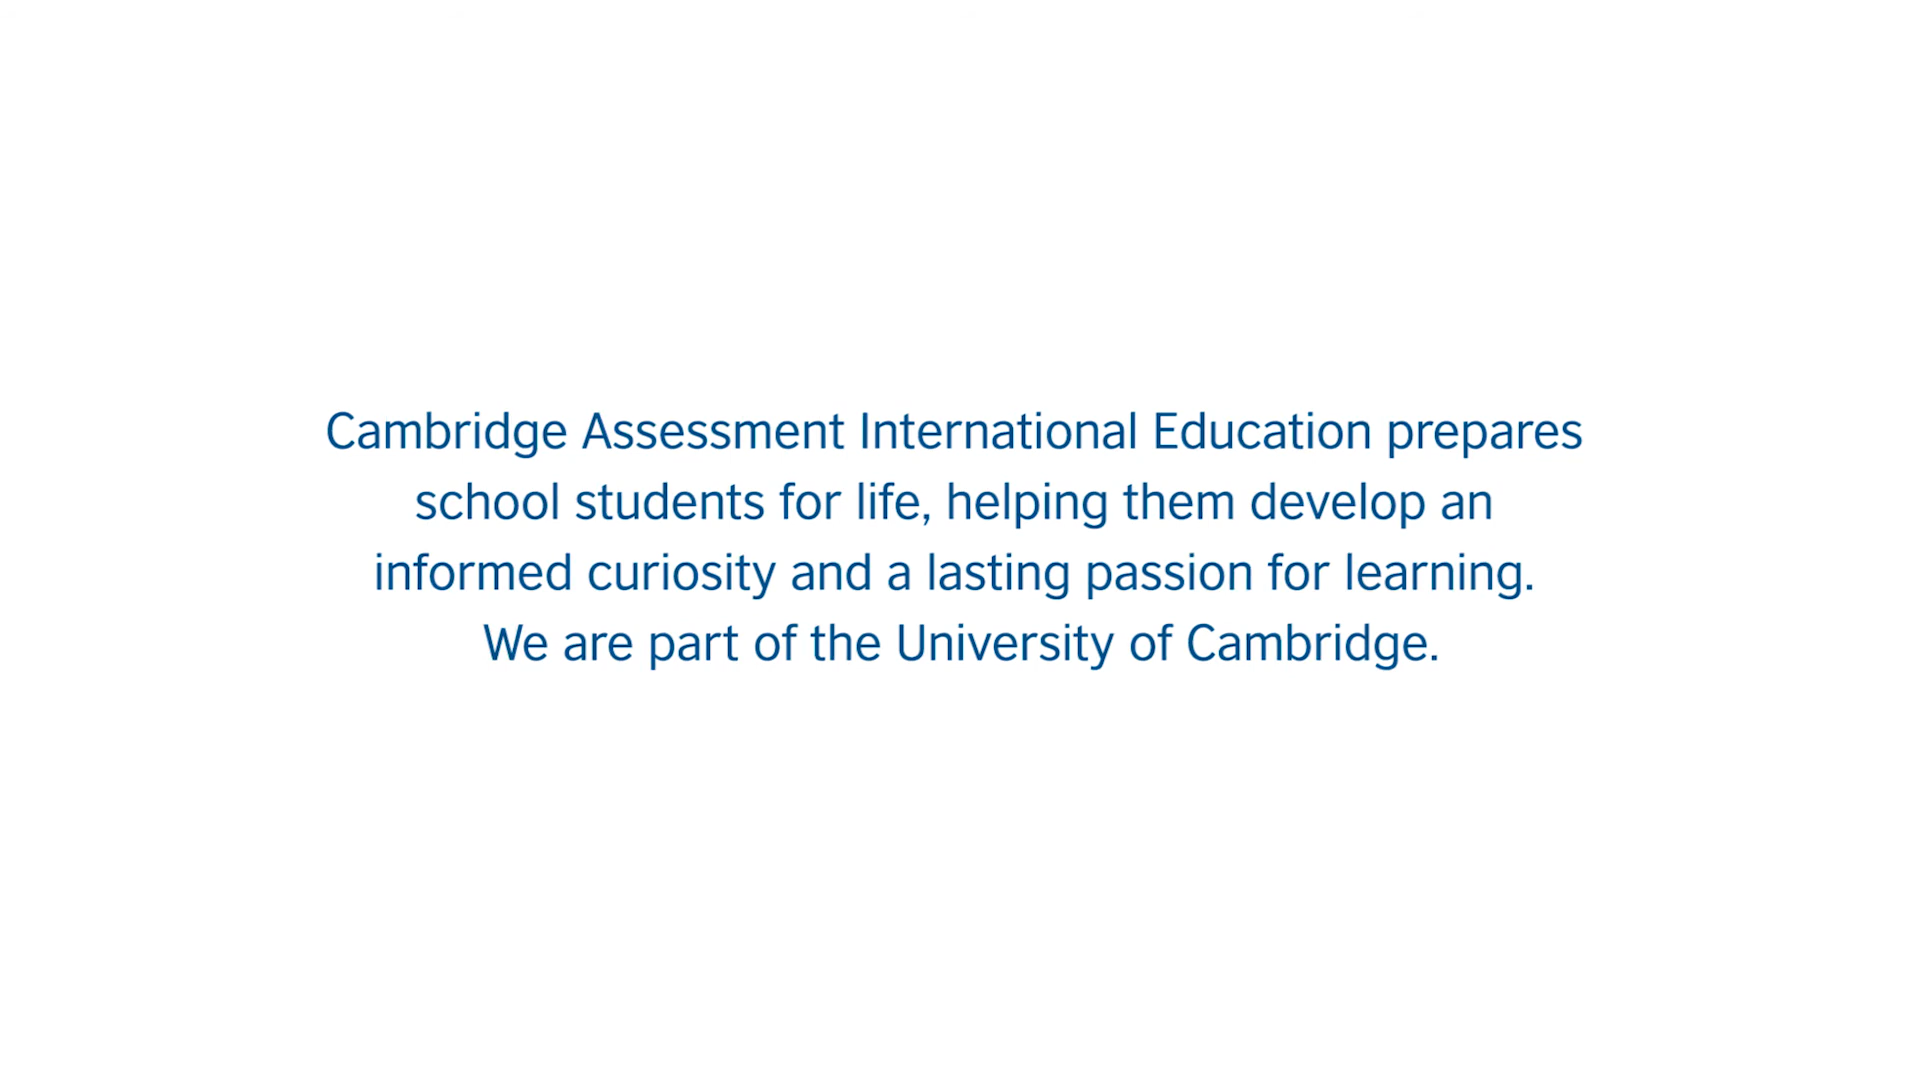 Cambridge Assessment International Education prepares
school students for life, helping them develop an
informed curiosity and a lasting passion for learning.
We are part of the University of Cambridge.